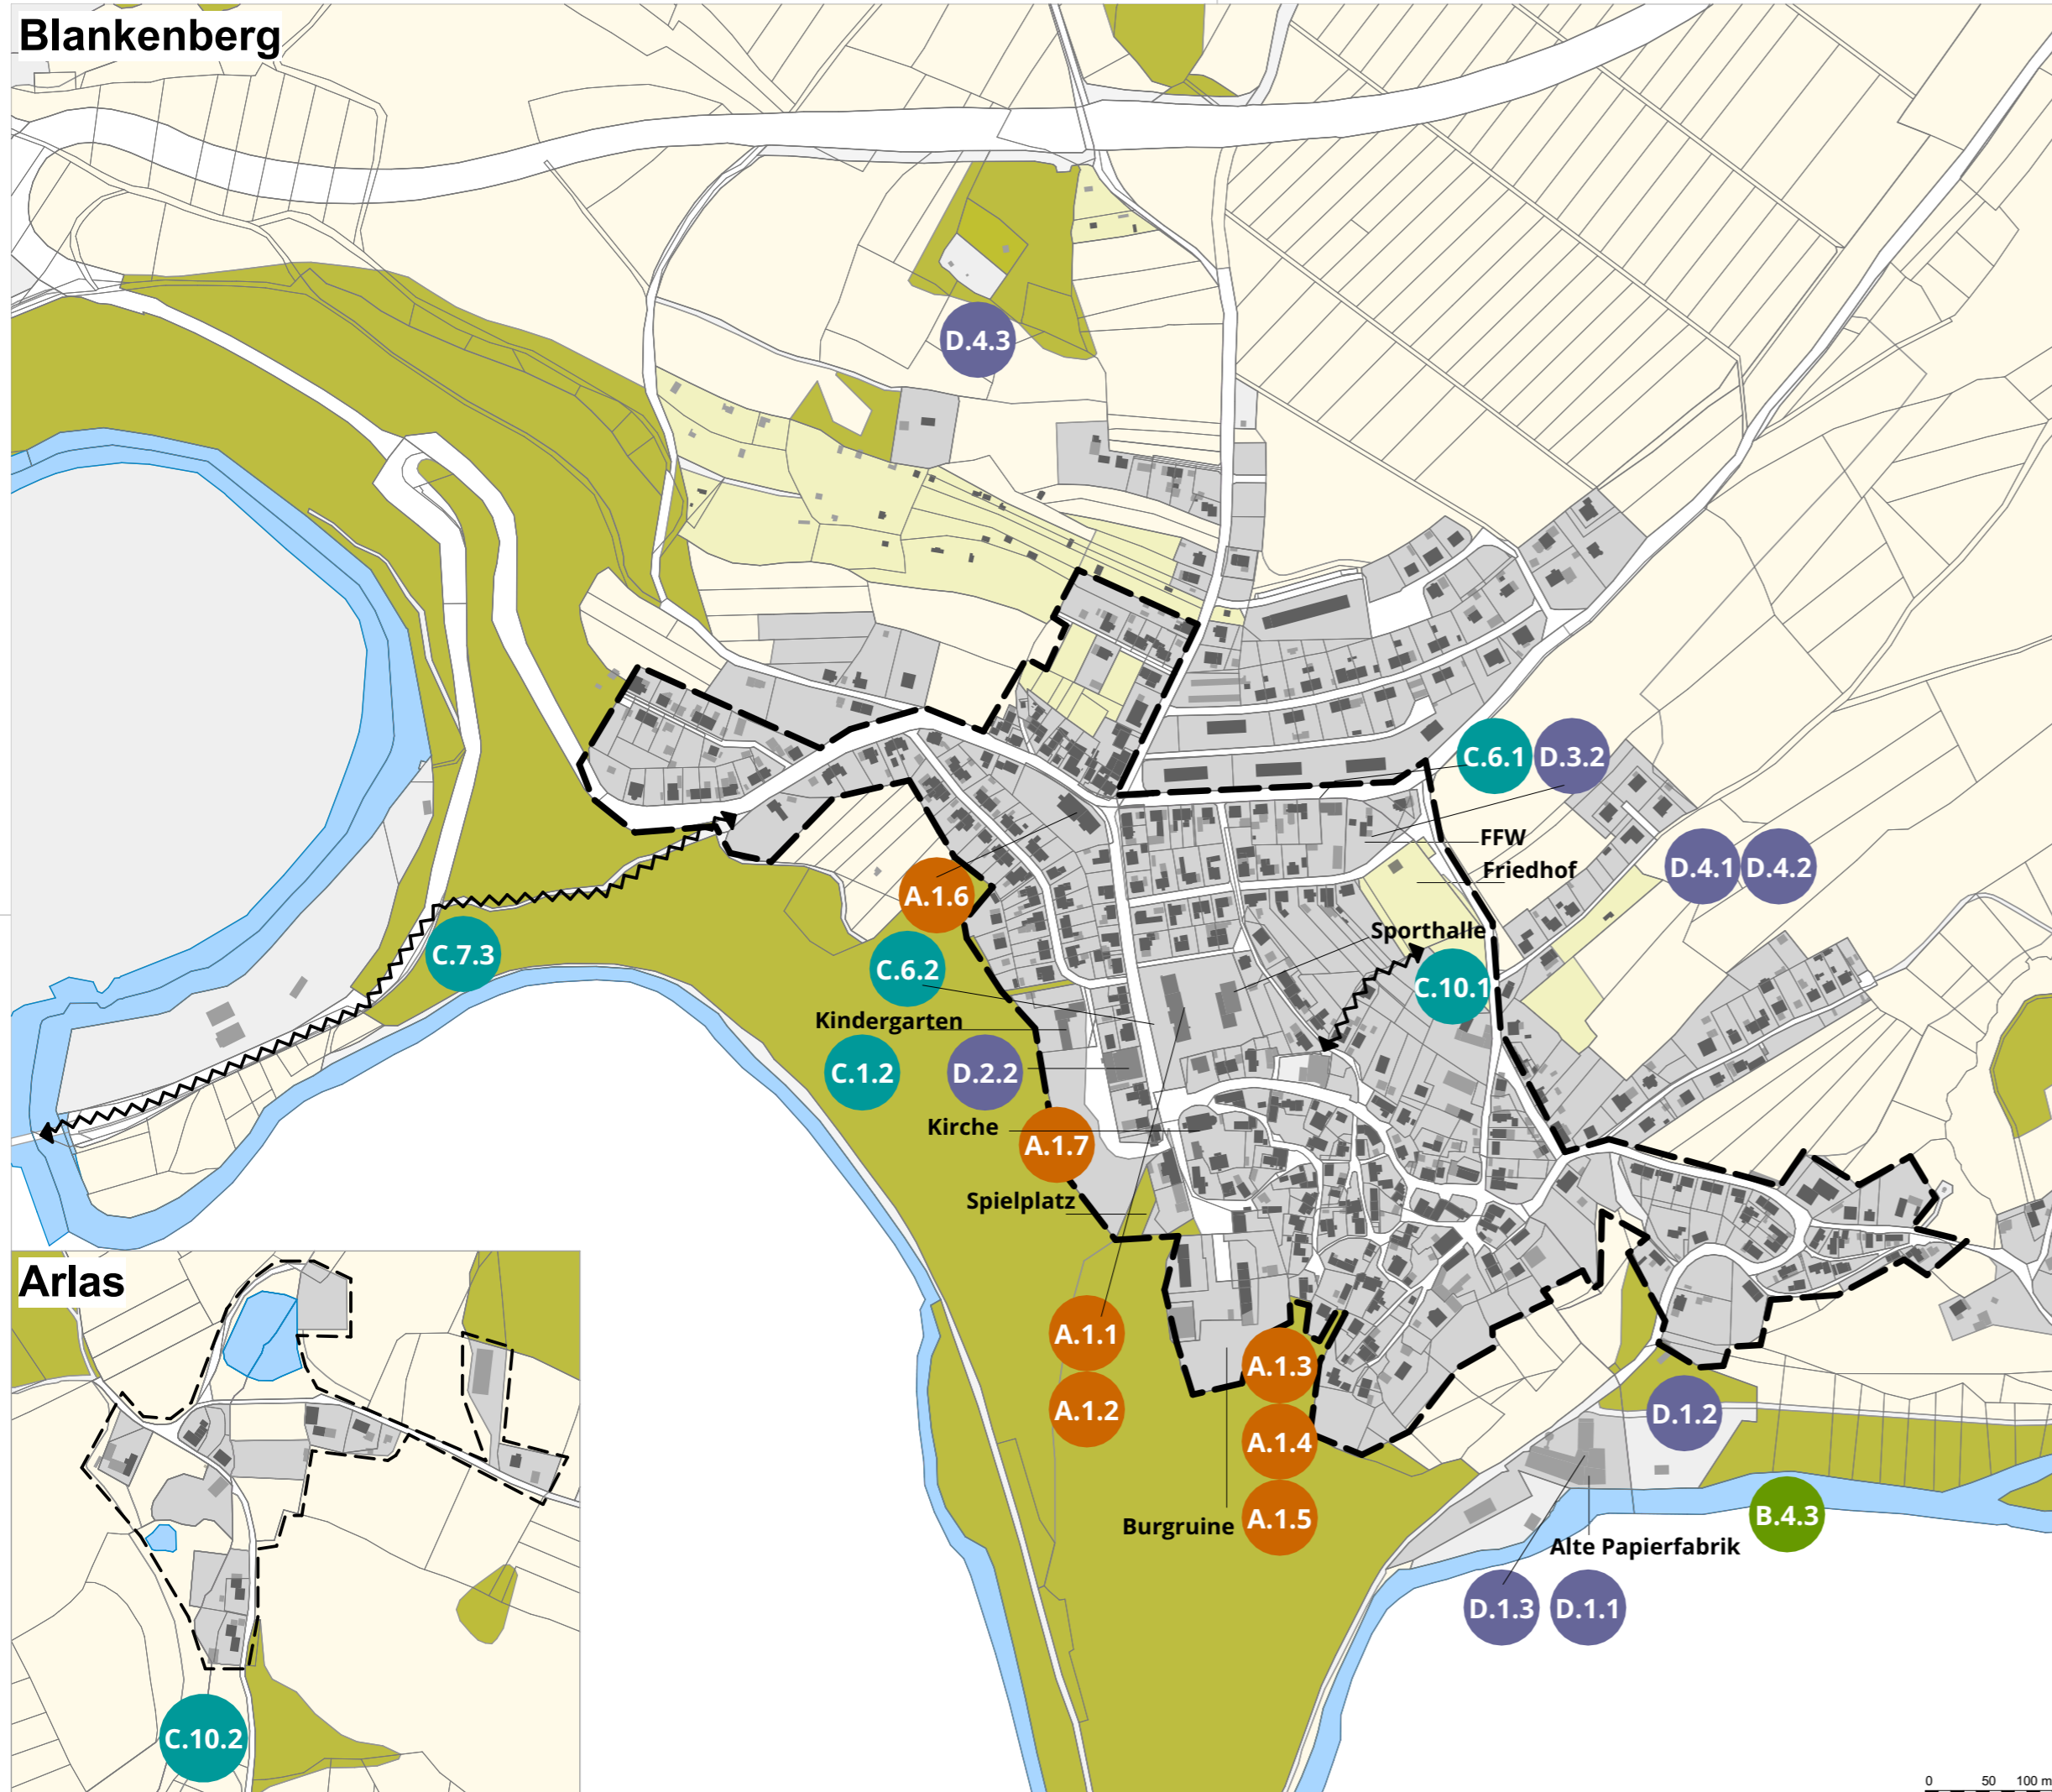 Blankenberg
D.4.3
C.6.1 D.3.2
FFW
Friedhof
D.4.1 D.4.2
A.1.6
Sporthalle
C.7.3
C.6.2
C.10.1
Kindergarten
C.1.2
D.2.2
Kirche
A.1.7
Spielplatz
Arlas
A.1.1
A.1.3
A.1.2
D.1.2
A.1.4
B.4.3
Burgruine
A.1.5
Alte Papierfabrik
D.1.3 D.1.1
C.10.2
0 50 100 m